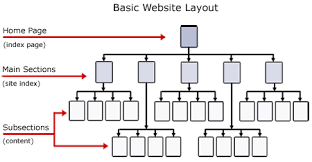 Basic Website Layout
Home Page
(index page)
Main Sections
(site index)
Subsections
(content)